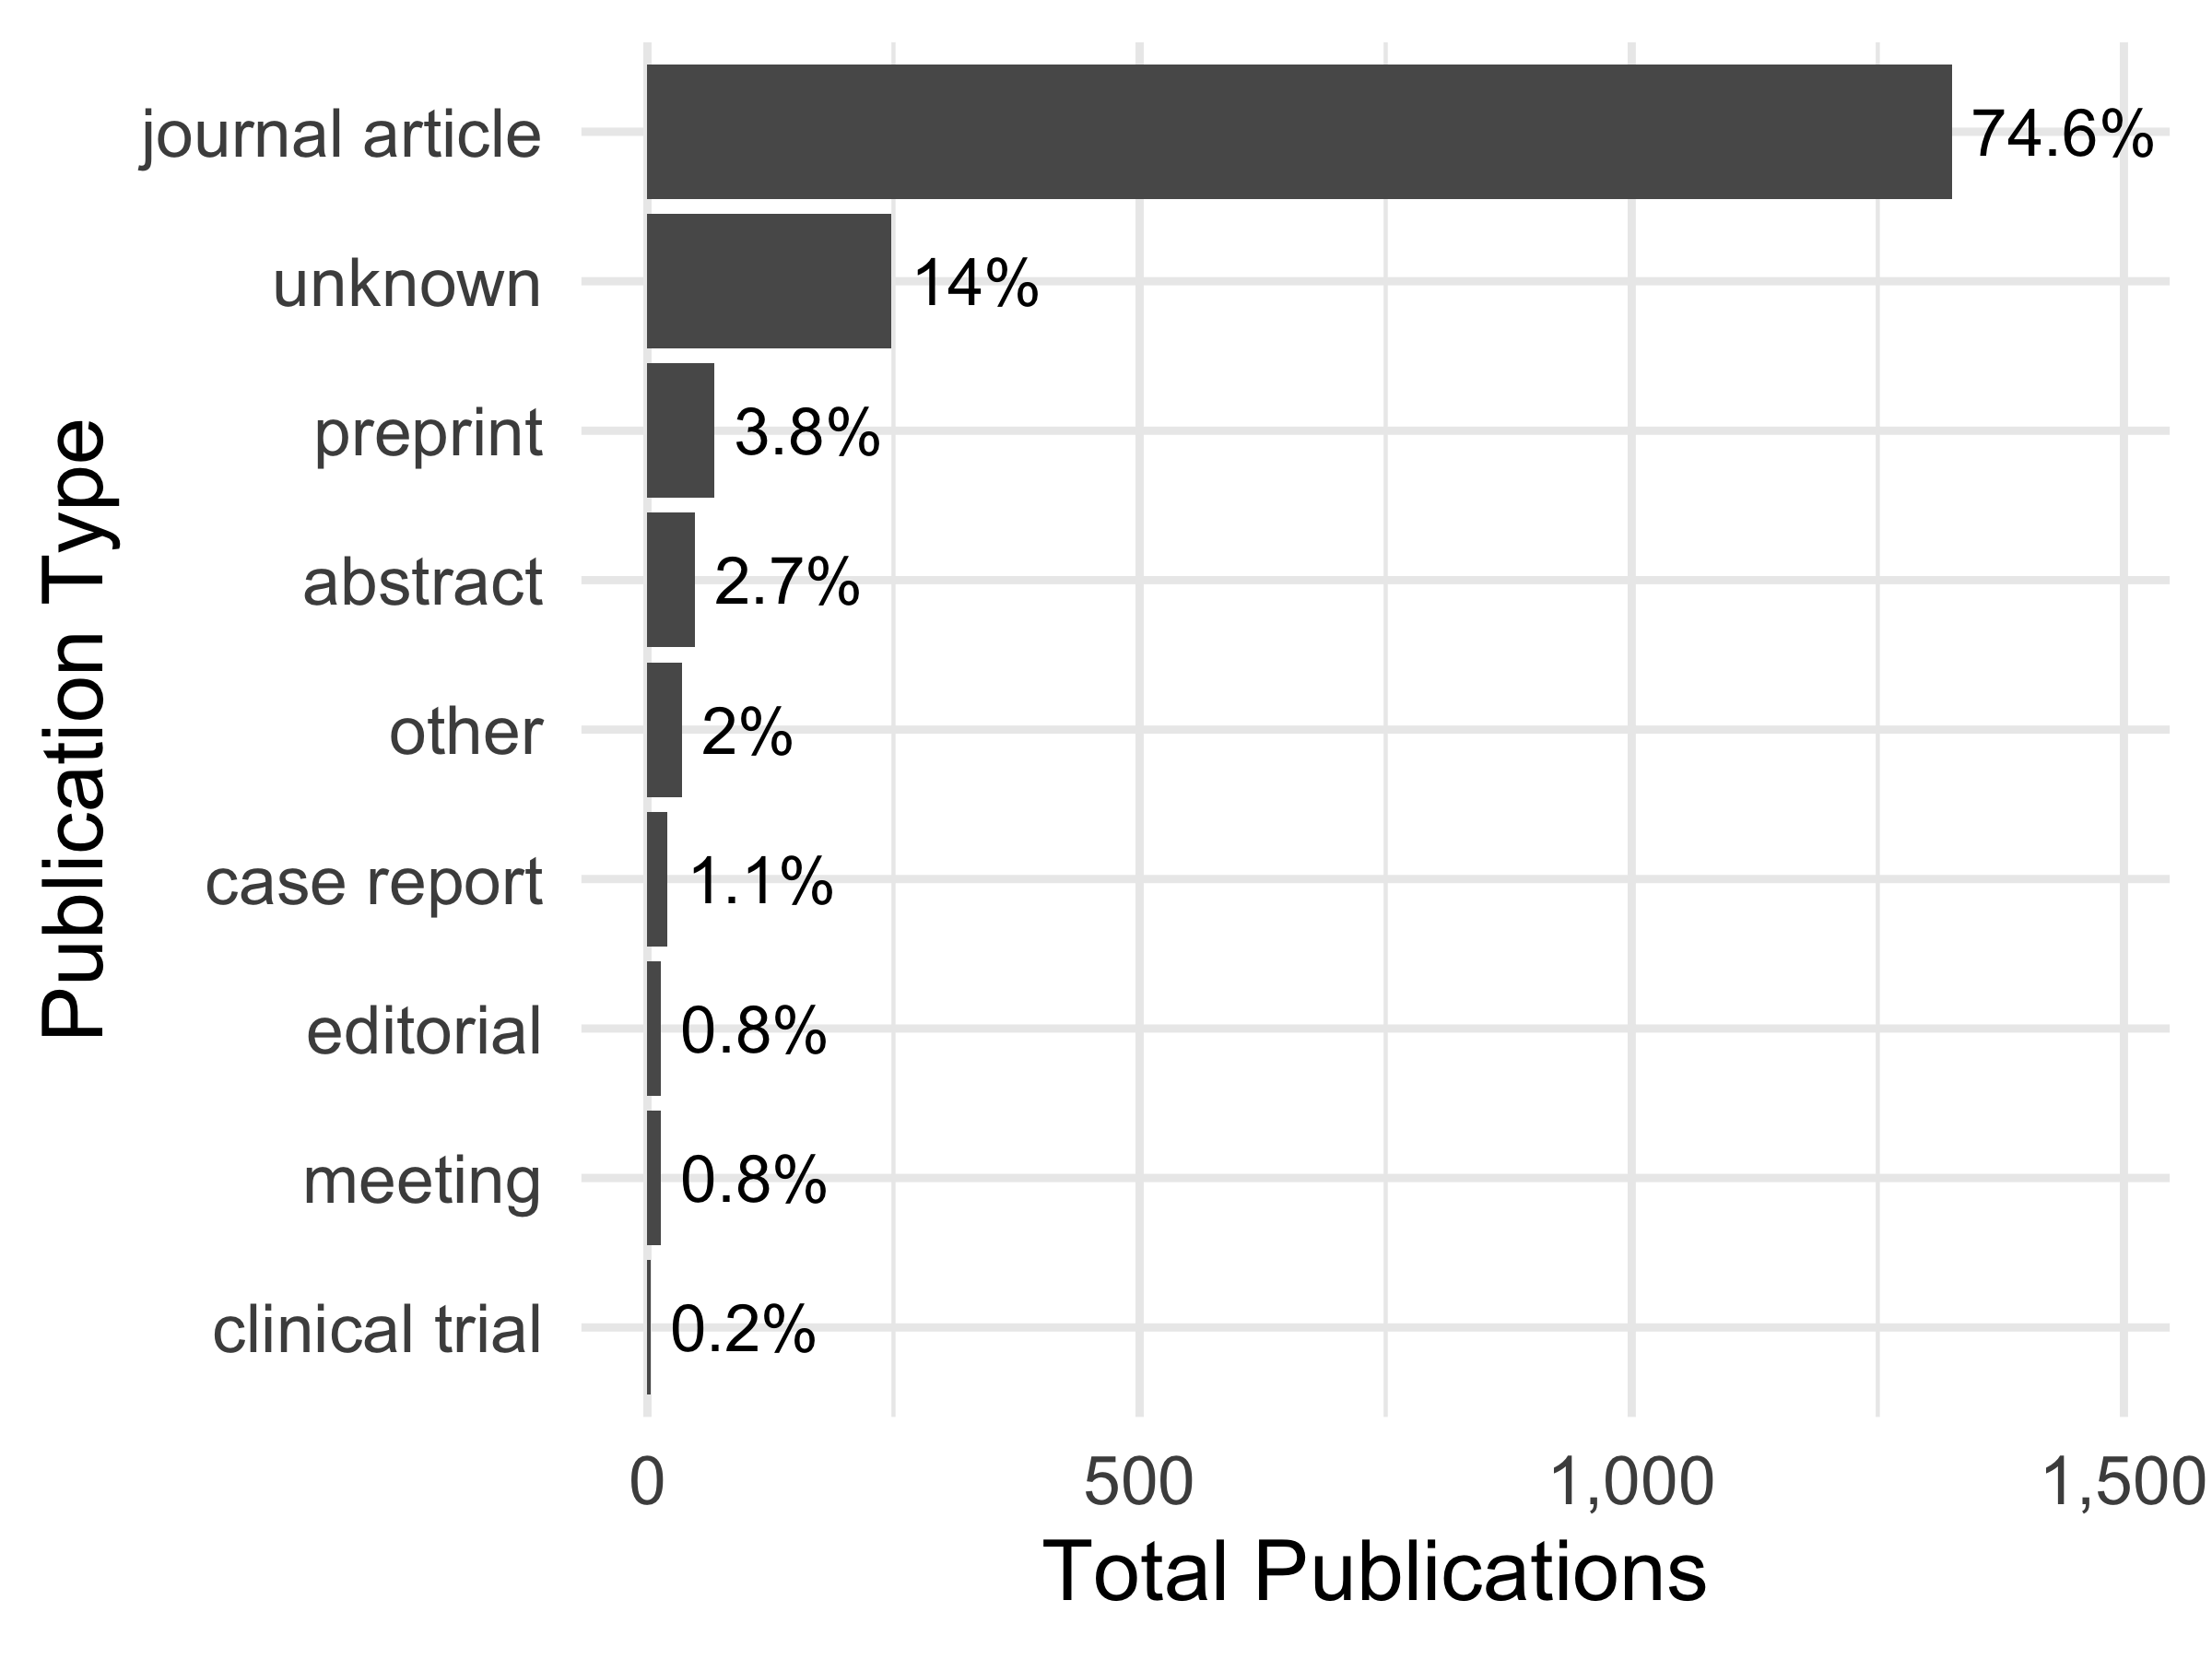 journal article
74.6%
unknown
14%
preprint
3.8%
abstract
2.7%
other
2%
case report
1.1%
editorial
0.8%
meeting
0.8%
clinical trial
0.2%
Publication Type
0
500
1,000
1,500
Total Publications